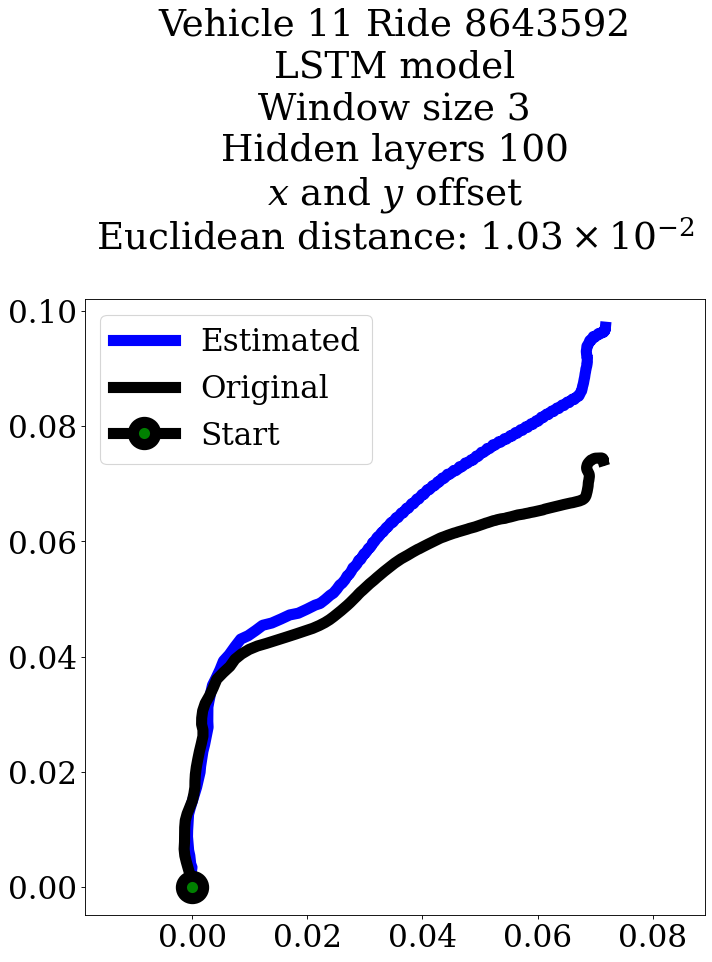 Vehicle 11 Ride 8643592
LSTM model
Window size 3
Hidden layers 100
x and y offset
Euclidean distance: 1.03 × 10⁻²
Estimated
Original
Start
0.10
0.08
0.06
0.04
0.02
0.00
0.00 0.02 0.04 0.06 0.08